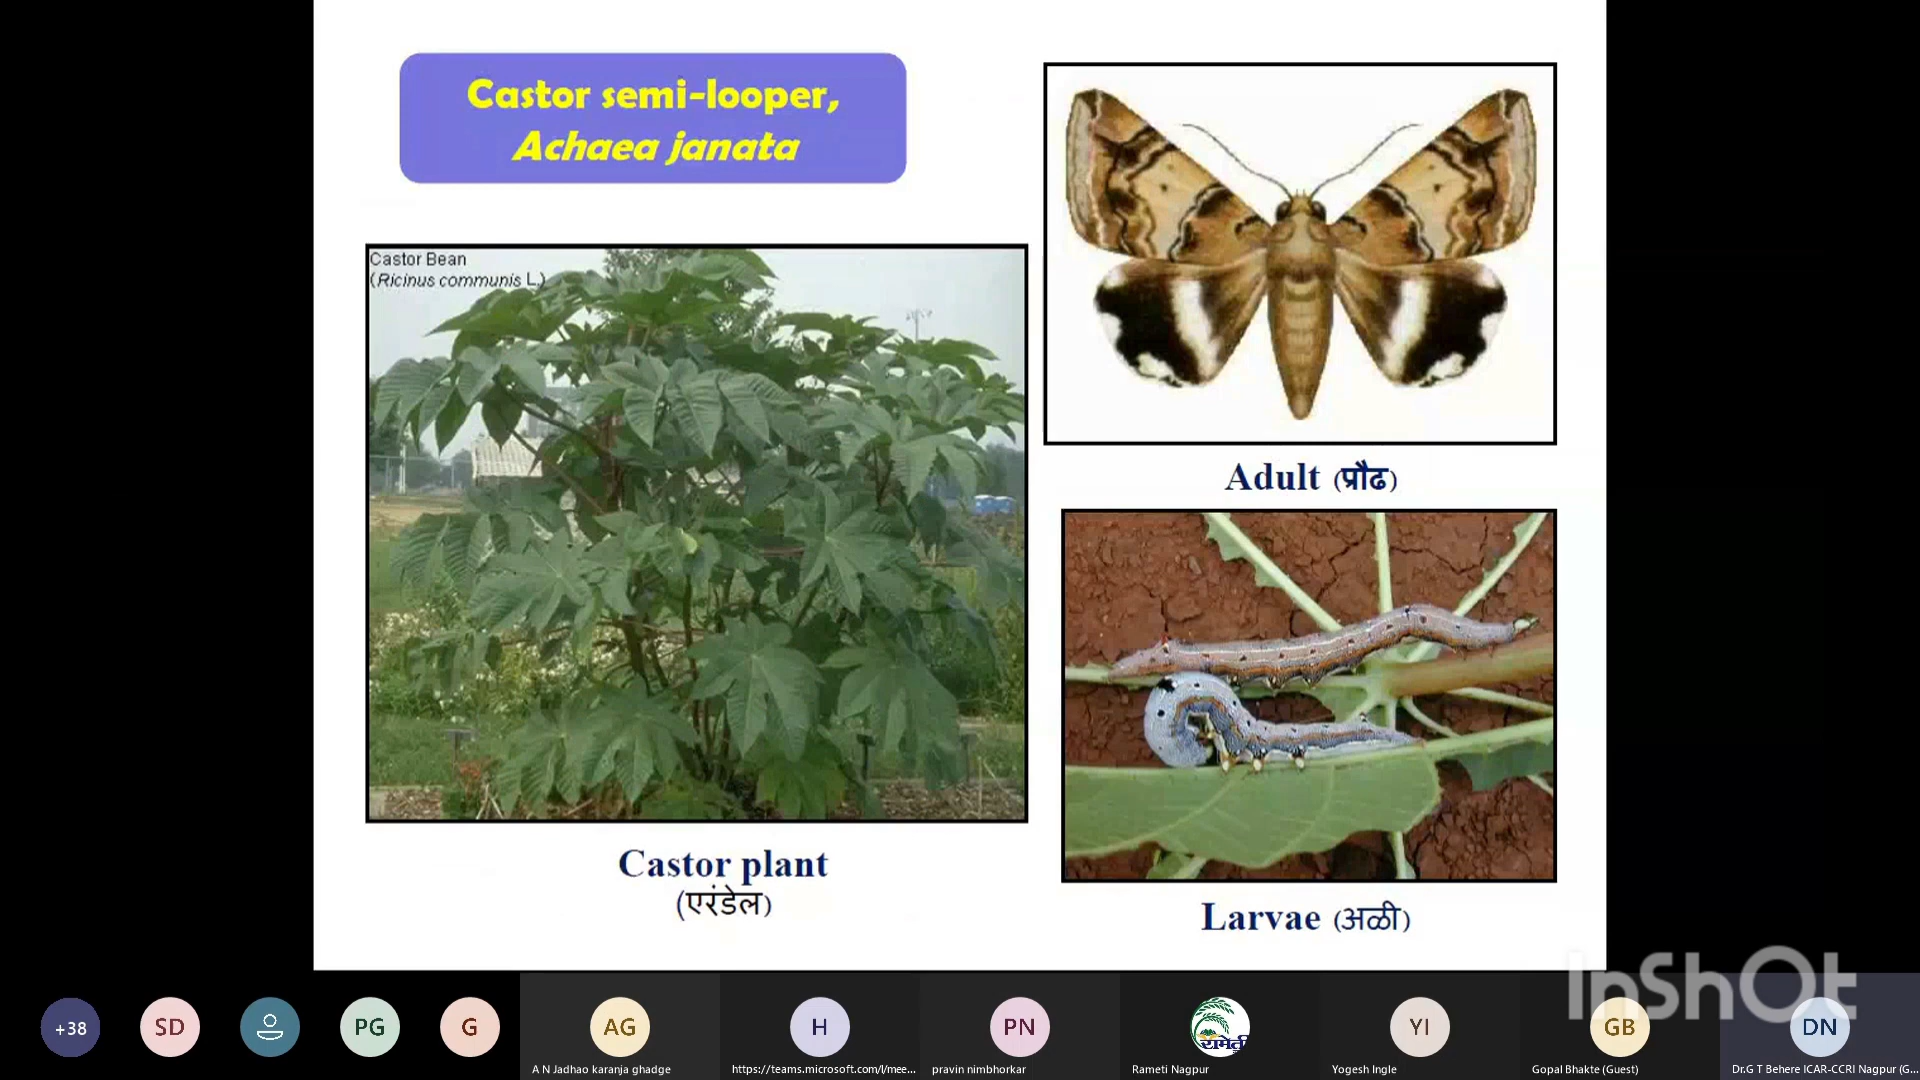 Castor semi-looper,
Achaea janata
Castor Bean
(Ricinus communis L.)
Adult (प्रौढ)
Castor plant
(एरंडेल)
Larvae (अळी)
InShOt
+38
SD
PG
G
AG
H
PN
रामेती
YI
GB
DN
A N Jadhao karanja ghadge
https://teams.microsoft.com/l/mee...
pravin nimbhorkar
Rameti Nagpur
Yogesh Ingle
Gopal Bhakte (Guest)
Dr.G T Behere ICAR-CCRI Nagpur (G...